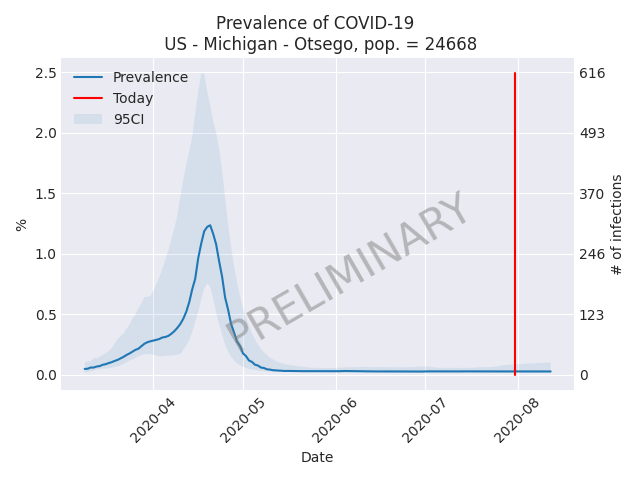 Prevalence of COVID-19
US - Michigan - Otsego, pop. = 24668
Prevalence
Today
95CI
2.5
2.0
1.5
1.0
0.5
0.0
%
616
493
370
246
123
0
# of infections
PRELIMINARY
2020-04
2020-05
2020-06
2020-07
2020-08
Date